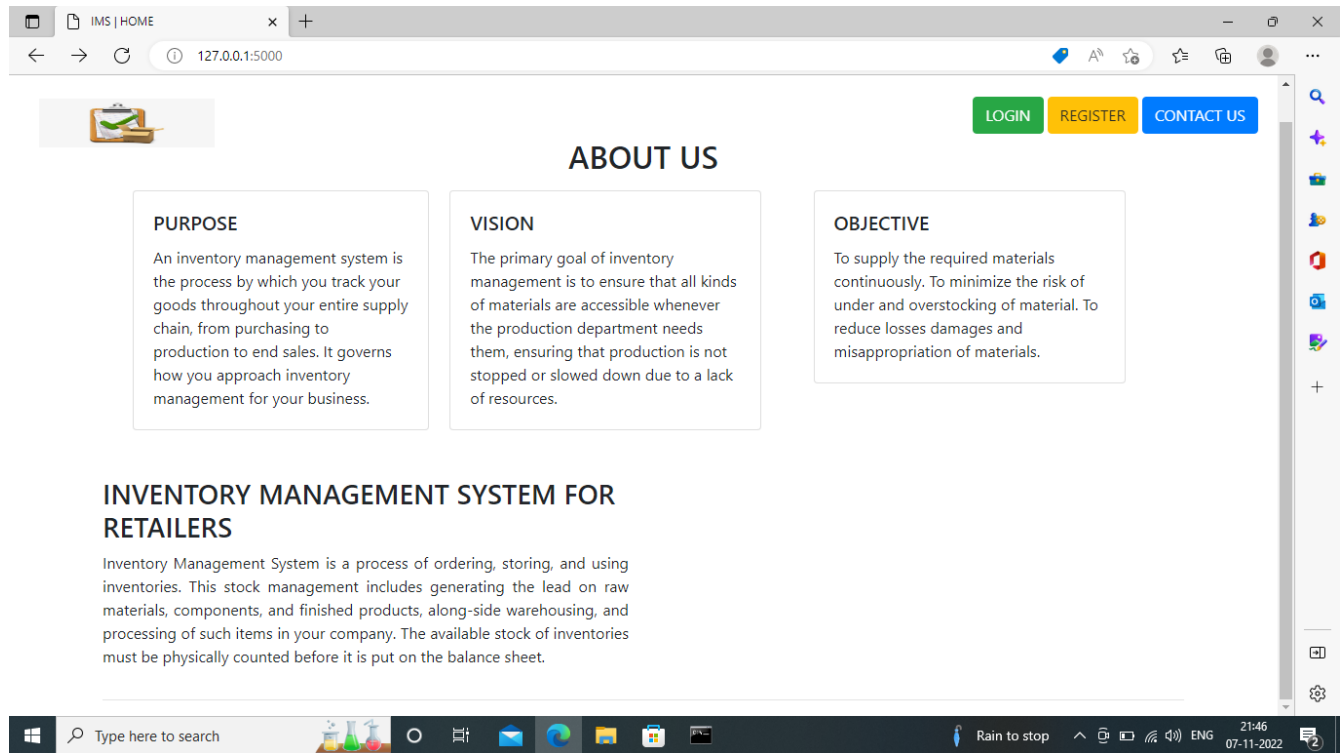 IMS | HOME
127.0.0.1:5000
LOGIN REGISTER CONTACT US
ABOUT US
PURPOSE
An inventory management system is
the process by which you track your
goods throughout your entire supply
chain, from purchasing to
production to end sales. It governs
how you approach inventory
management for your business.
VISION
The primary goal of inventory
management is to ensure that all kinds
of materials are accessible whenever
the production department needs
them, ensuring that production is not
stopped or slowed down due to a lack
of resources.
OBJECTIVE
To supply the required materials
continuously. To minimize the risk of
under and overstocking of material. To
reduce losses damages and
misappropriation of materials.
INVENTORY MANAGEMENT SYSTEM FOR
RETAILERS
Inventory Management System is a process of ordering, storing, and using
inventories. This stock management includes generating the lead on raw
materials, components, and finished products, along-side warehousing, and
processing of such items in your company. The available stock of inventories
must be physically counted before it is put on the balance sheet.
Type here to search
Rain to stop
ENG
21:46
07-11-2022
2